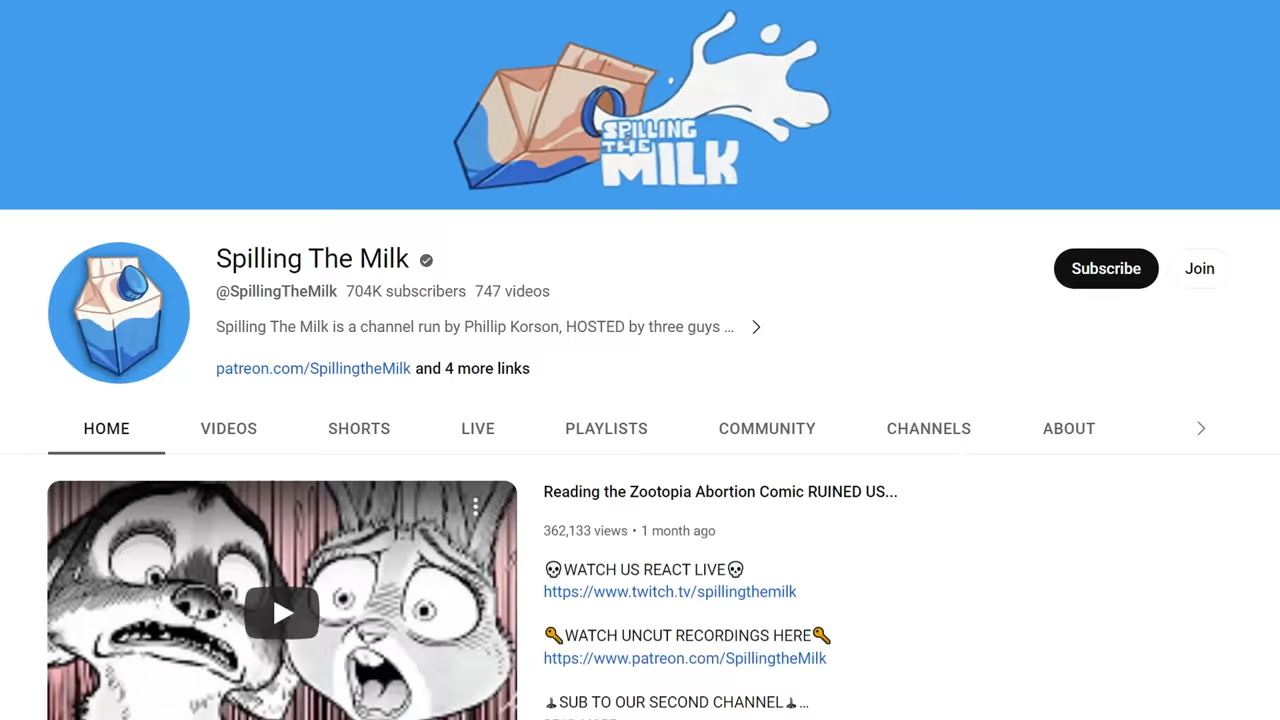 SPILLING
THE
MILK
Spilling The Milk
@SpillingTheMilk 704K subscribers 747 videos
Spilling The Milk is a channel run by Phillip Korson, HOSTED by three guys ...
patreon.com/SpillingtheMilk and 4 more links
Subscribe
Join
HOME VIDEOS SHORTS LIVE PLAYLISTS COMMUNITY CHANNELS ABOUT
Reading the Zootopia Abortion Comic RUINED US...
362,133 views • 1 month ago
💀WATCH US REACT LIVE💀
https://www.twitch.tv/spillingthemilk
🔑WATCH UNCUT RECORDINGS HERE🔑
https://www.patreon.com/SpillingtheMilk
SUB TO OUR SECOND CHANNEL ...